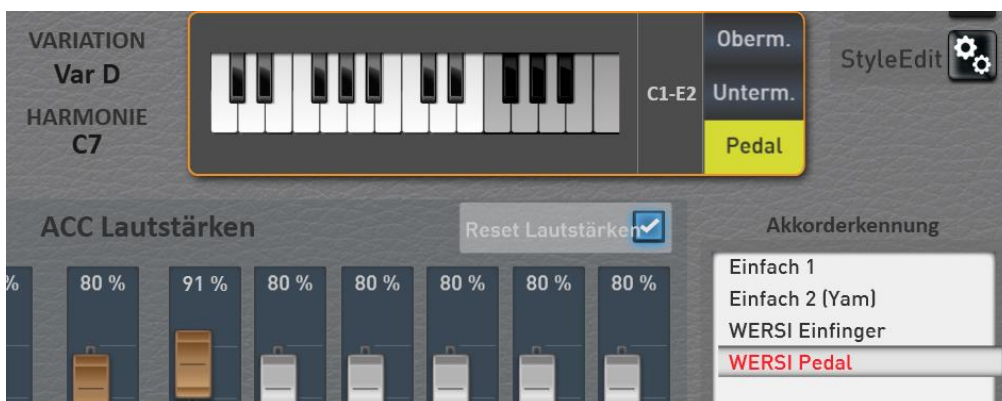 VARIATION
Var D
HARMONIE
C7
C1-E2
Oberm.
Unterm.
Pedal
StyleEdit
ACC Lautstärken
Reset Lautstärken
%
80 %
91 %
80 %
80 %
80 %
80 %
80 %
Akkorderkennung
Einfach 1
Einfach 2 (Yam)
WERSI Einfinger
WERSI Pedal